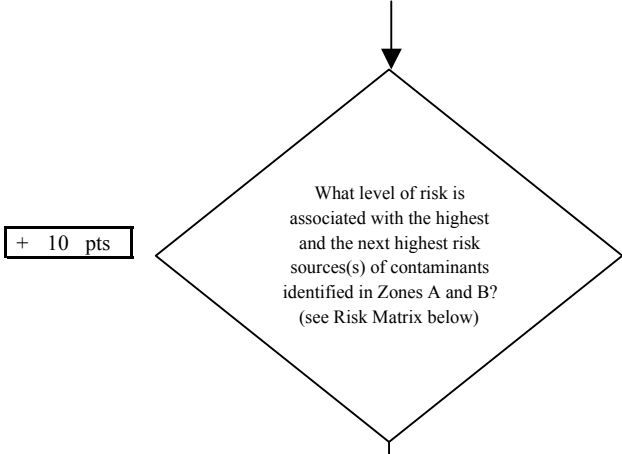 What level of risk is
associated with the highest
and the next highest risk
sources(s) of contaminants
identified in Zones A and B?
(see Risk Matrix below)
+ 10 pts